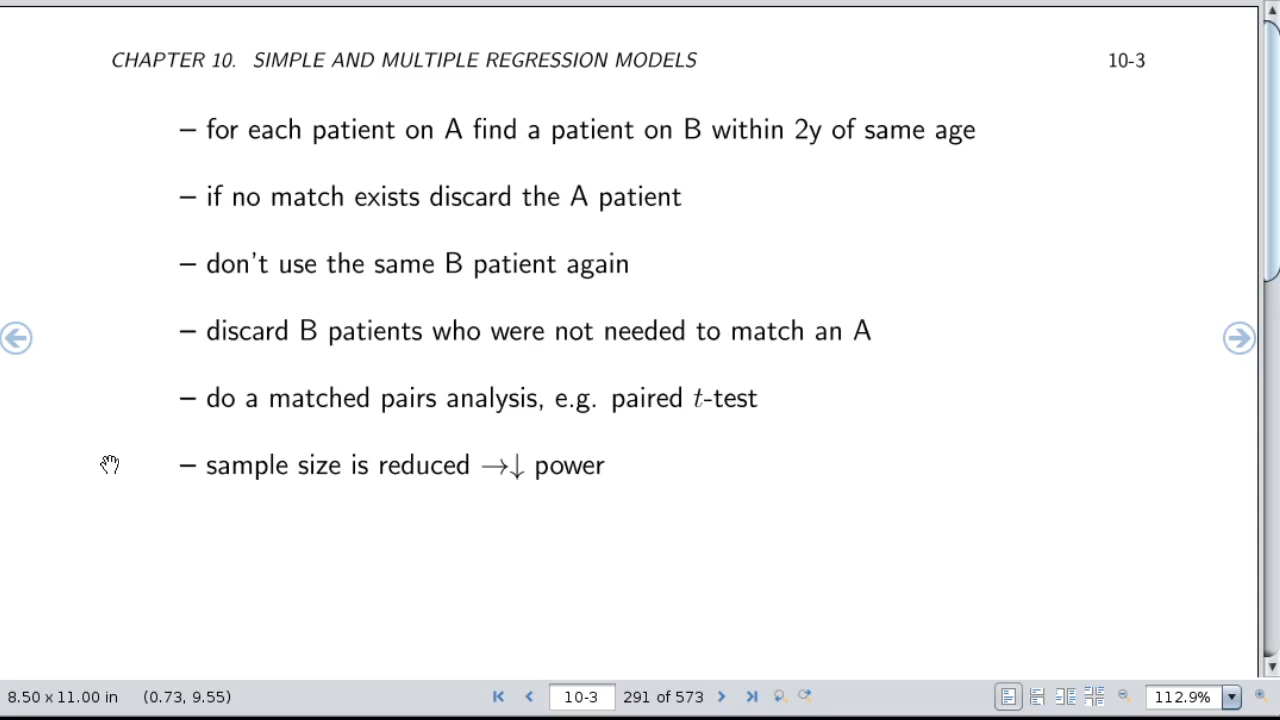 CHAPTER 10. SIMPLE AND MULTIPLE REGRESSION MODELS 10-3
– for each patient on A find a patient on B within 2y of same age
– if no match exists discard the A patient
– don't use the same B patient again
– discard B patients who were not needed to match an A
– do a matched pairs analysis, e.g. paired t-test
– sample size is reduced →↓ power
8.50 x 11.00 in (0.73, 9.55) 10-3 291 of 573 112.9%